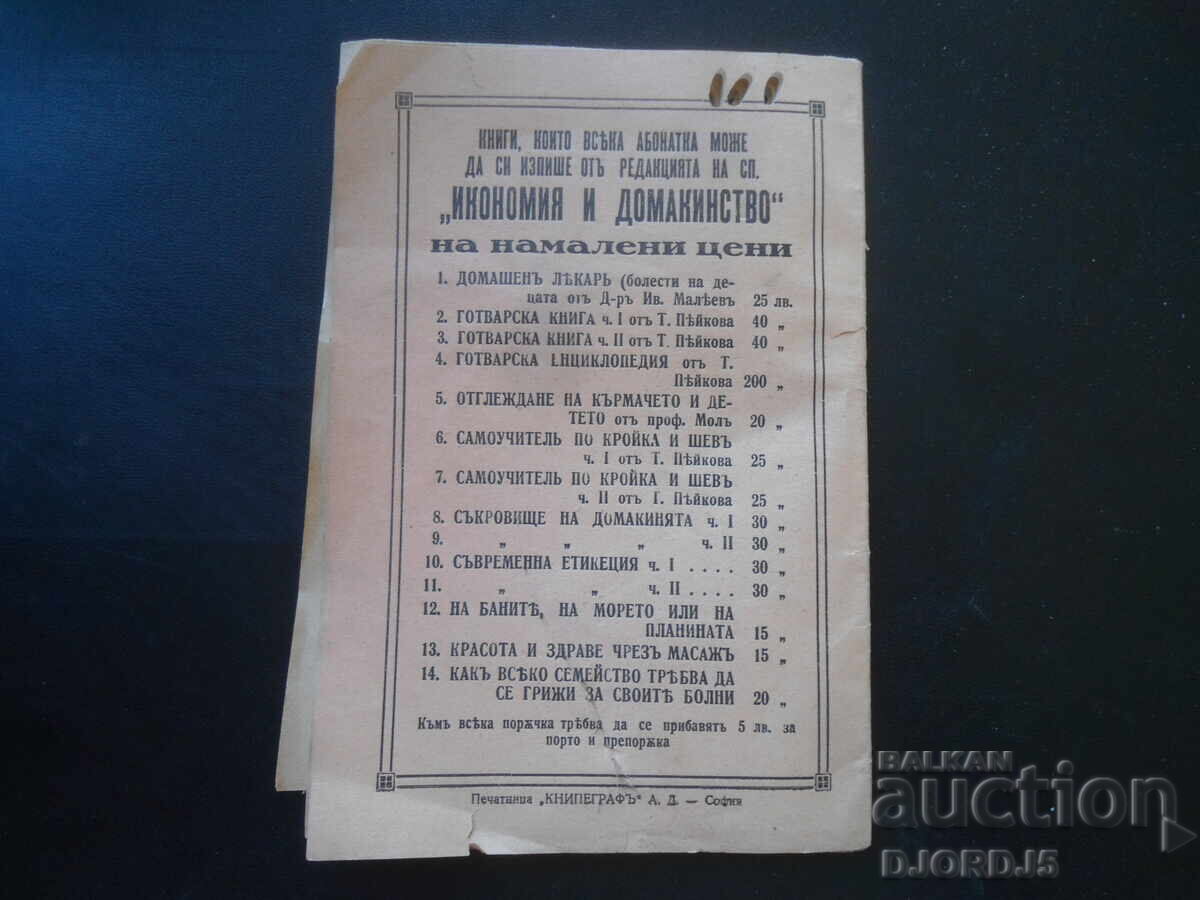 КНИГИ, КОИТО ВСѢКА АБОНАТКА МОЖЕ
ДА СИ ИЗПИШЕ ОТЪ РЕДАКЦИЯТА НА СП.
„ИКОНОМИЯ И ДОМАКИНСТВО“
на намалени цени
1. ДОМАШЕНЪ ЛѢКАРЬ (болести на де-
цата отъ Д-ръ Ив. Малѣевъ 25 лв.
2. ГОТВАРСКА КНИГА ч. I отъ Т. Пѣйкова 40 „
3. ГОТВАРСКА КНИГА ч. II от Т. Пѣйкова 40 „
4. ГОТВАРСКА ЕНЦИКЛОПЕДИЯ отъ Т.
Пѣйкова 200 „
5. ОТГЛЕЖДАНЕ НА КЪРМАЧЕТО И ДЕ-
ТЕТО отъ проф. Молъ 20 „
6. САМОУЧИТЕЛЬ ПО КРОЙКА И ШЕВЪ
ч. I отъ Т. Пѣйкова 25 „
7. САМОУЧИТЕЛЬ ПО КРОЙКА И ШЕВЪ
ч. II отъ Т. Пѣйкова 25 „
8. СЪКРОВИЩЕ НА ДОМАКИНЯТА ч. I 30 „
9. „ „ „ ч. II 30 „
10. СЪВРЕМЕННА ЕТИКЕЦИЯ ч. I . . . . 30 „
11. „ „ ч. II . . . . 30 „
12. НА БАНИТѢ, НА МОРЕТО ИЛИ НА
ПЛАНИНАТА 15 „
13. КРАСОТА И ЗДРАВЕ ЧРЕЗЪ МАСАЖЪ 15 „
14. КАКЪ ВСѢКО СЕМЕЙСТВО ТРѢБВА ДА
СЕ ГРИЖИ ЗА СВОИТѢ БОЛНИ 20 „
Къмъ всѣка поръчка трѣбва да се прибавятъ 5 лв. за
порто и препоржка
Печатница „КНИПЕГРАФЪ“ А. Д. — София
BALKAN
auction
DJORDJ5